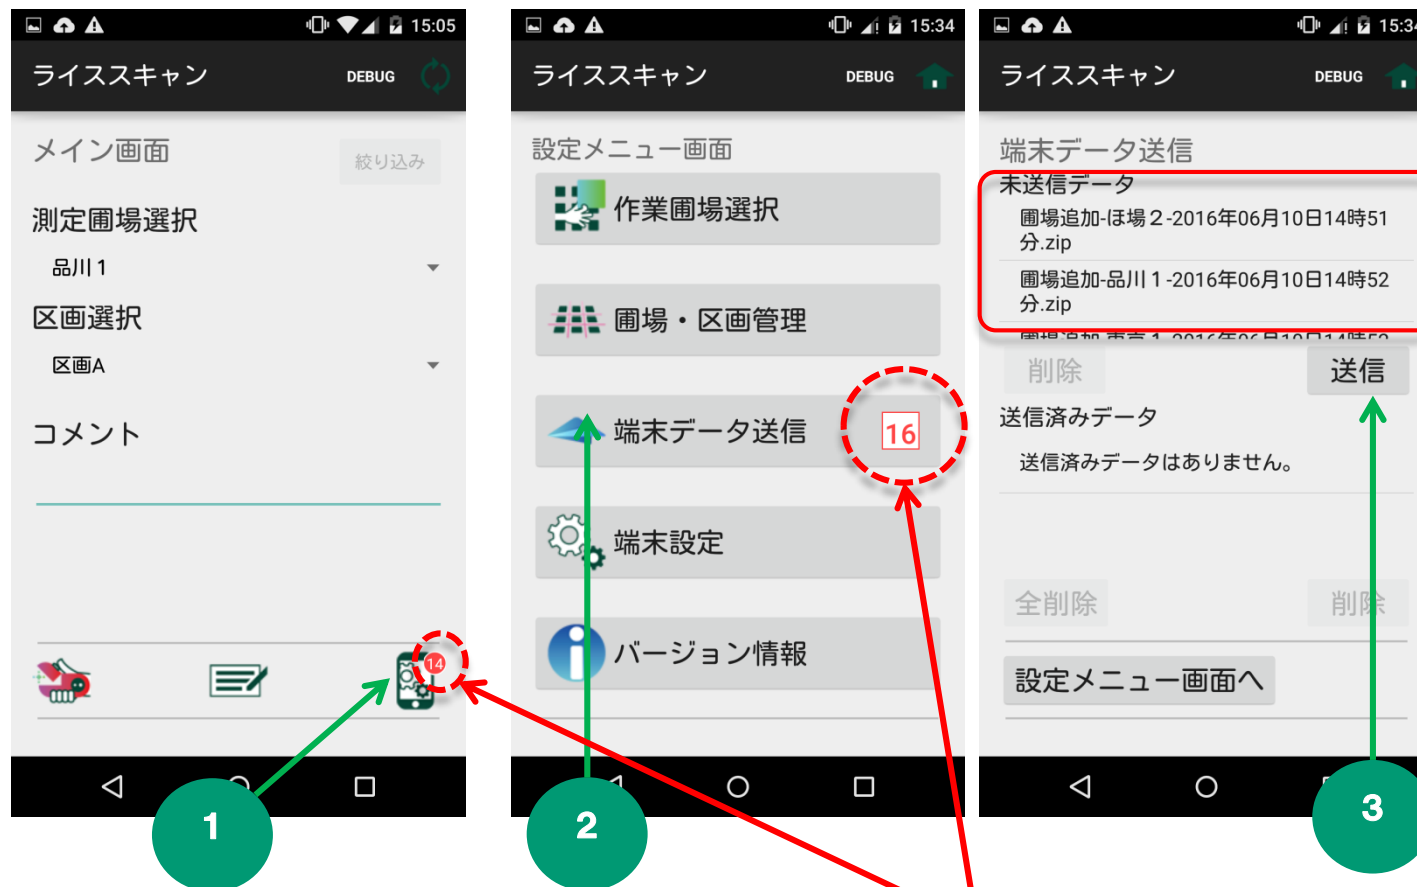 15:05
ライススキャン DEBUG
メイン画面
絞り込み
測定圃場選択
品川１
区画選択
区画A
コメント
14
1
15:34
ライススキャン DEBUG
設定メニュー画面
作業圃場選択
圃場・区画管理
端末データ送信 16
端末設定
バージョン情報
2
15:34
ライススキャン DEBUG
端末データ送信
未送信データ
圃場追加-ほ場２-2016年06月10日14時51
分.zip
圃場追加-品川１-2016年06月10日14時52
分.zip
削除 送信
送信済みデータ
送信済みデータはありません。
全削除 削除
設定メニュー画面へ
3